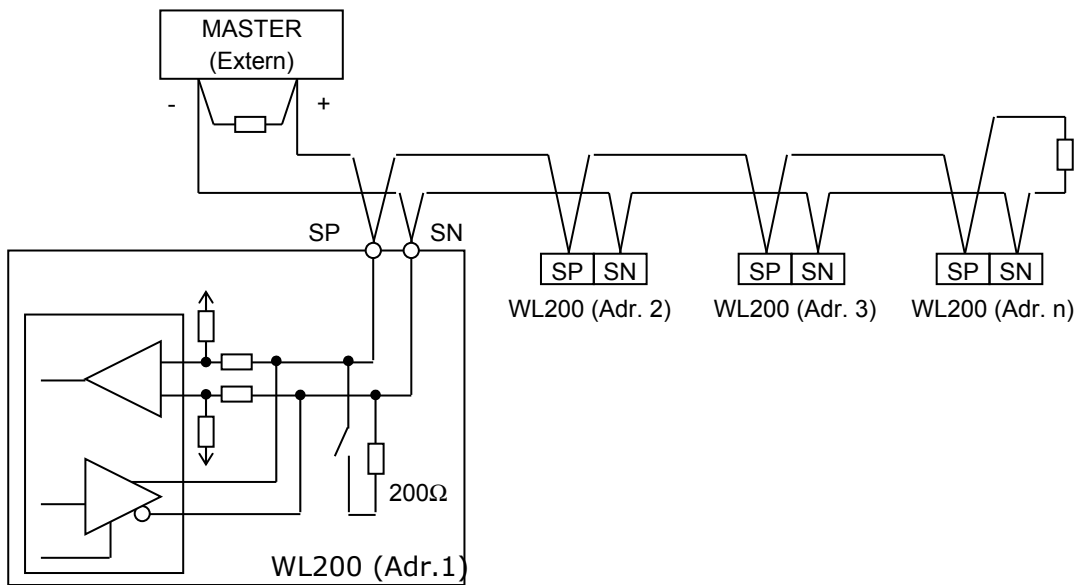 MASTER
(Extern)
- +
SP SN
SP SN
WL200 (Adr. 2)
SP SN
WL200 (Adr. 3)
SP SN
WL200 (Adr. n)
200Ω
WL200 (Adr.1)